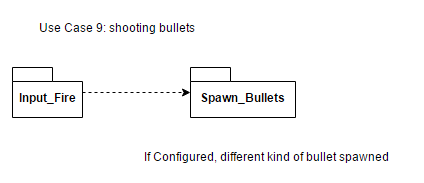 Use Case 9: shooting bullets
Input_Fire
Spawn_Bullets
If Configured, different kind of bullet spawned